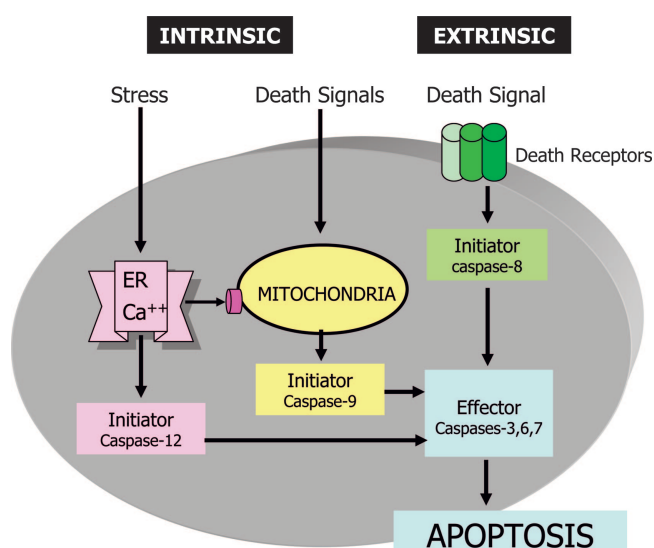 INTRINSIC
EXTRINSIC
Stress
Death Signals
Death Signal
Death Receptors
Initiator
caspase-8
ER
Ca++
MITOCHONDRIA
Initiator
Caspase-9
Initiator
Caspase-12
Effector
Caspases-3,6,7
APOPTOSIS